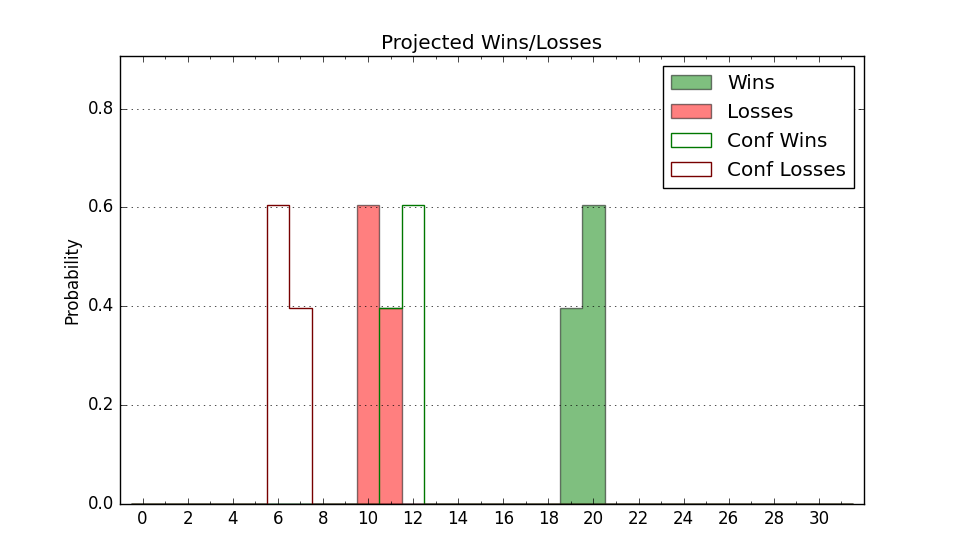 Projected Wins/Losses
Wins
Losses
Conf Wins
Conf Losses
Probability
0.8
0.6
0.4
0.2
0.0
0 2 4 6 8 10 12 14 16 18 20 22 24 26 28 30